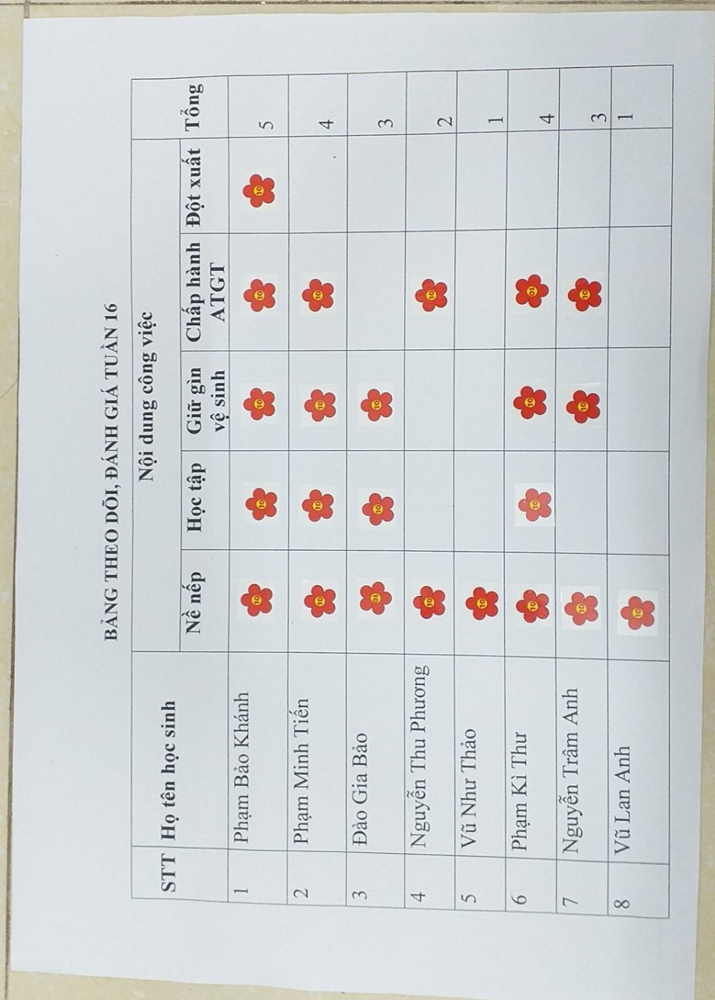 BẢNG THEO DÕI, ĐÁNH GIÁ TUẦN 16
STT Họ tên học sinh Nội dung công việc Tổng
Nề nếp Học tập Giữ gìn vệ sinh Chấp hành ATGT Đột xuất
1 Phạm Bảo Khánh 10 10 10 10 10 5
2 Phạm Minh Tiến 10 10 10 10 4
3 Đào Gia Bảo 10 10 10 3
4 Nguyễn Thu Phương 10 10 2
5 Vũ Như Thảo 10 1
6 Phạm Kì Thư 10 10 10 10 4
7 Nguyễn Trâm Anh 10 10 10 3
8 Vũ Lan Anh 10 1